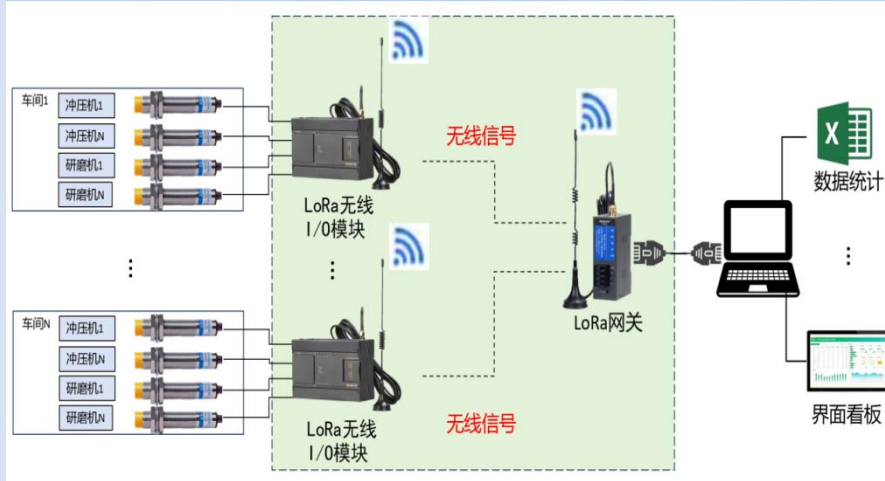 车间1
冲压机1
冲压机N
研磨机1
研磨机N
LoRa无线
I/O模块
无线信号
数据统计
车间N
冲压机1
冲压机N
研磨机1
研磨机N
LoRa无线
I/O模块
无线信号
LoRa网关
界面看板